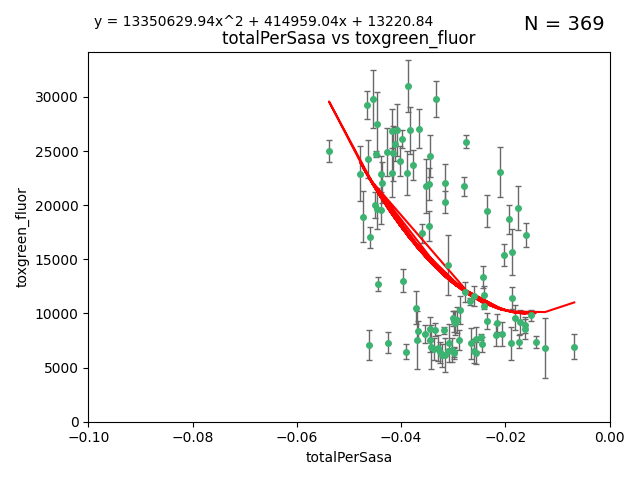 y = 13350629.94x^2 + 414959.04x + 13220.84
N = 369
totalPerSasa vs toxgreen_fluor
30000
25000
20000
15000
10000
5000
0
toxgreen_fluor
−0.10 −0.08 −0.06 −0.04 −0.02 0.00
totalPerSasa